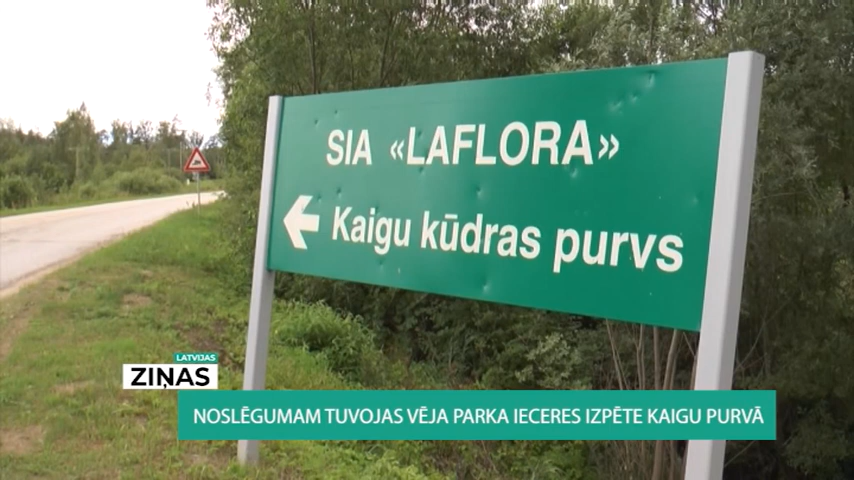 SIA «LAFLORA»
Kaigu kūdras purvs
LATVIJAS
ZIŅAS
NOSLĒGUMAM TUVOJAS VĒJA PARKA IECERES IZPĒTE KAIGU PURVĀ